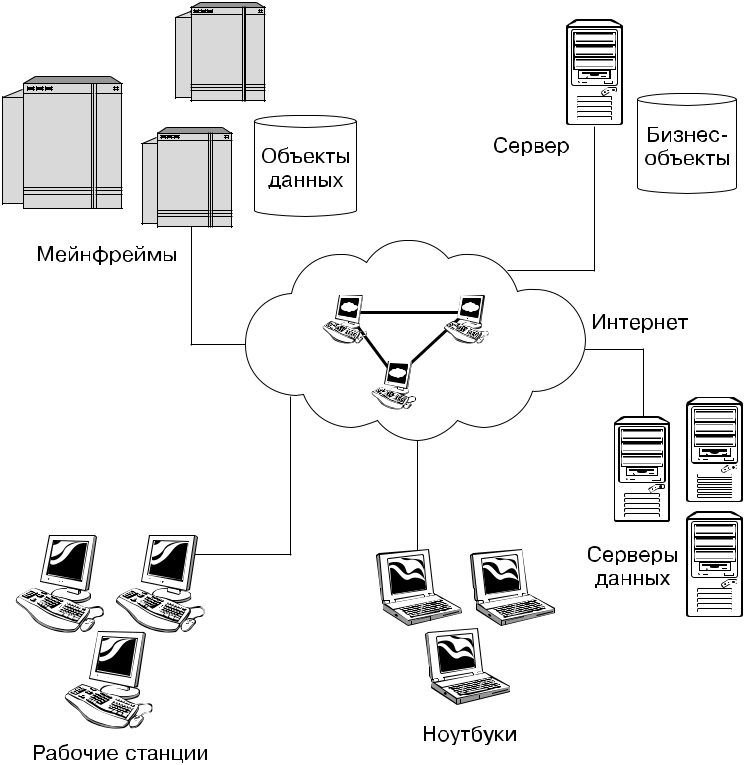 Сервер
Бизнес-
объекты
Объекты
данных
Мейнфреймы
Интернет
Серверы
данных
Ноутбуки
Рабочие станции